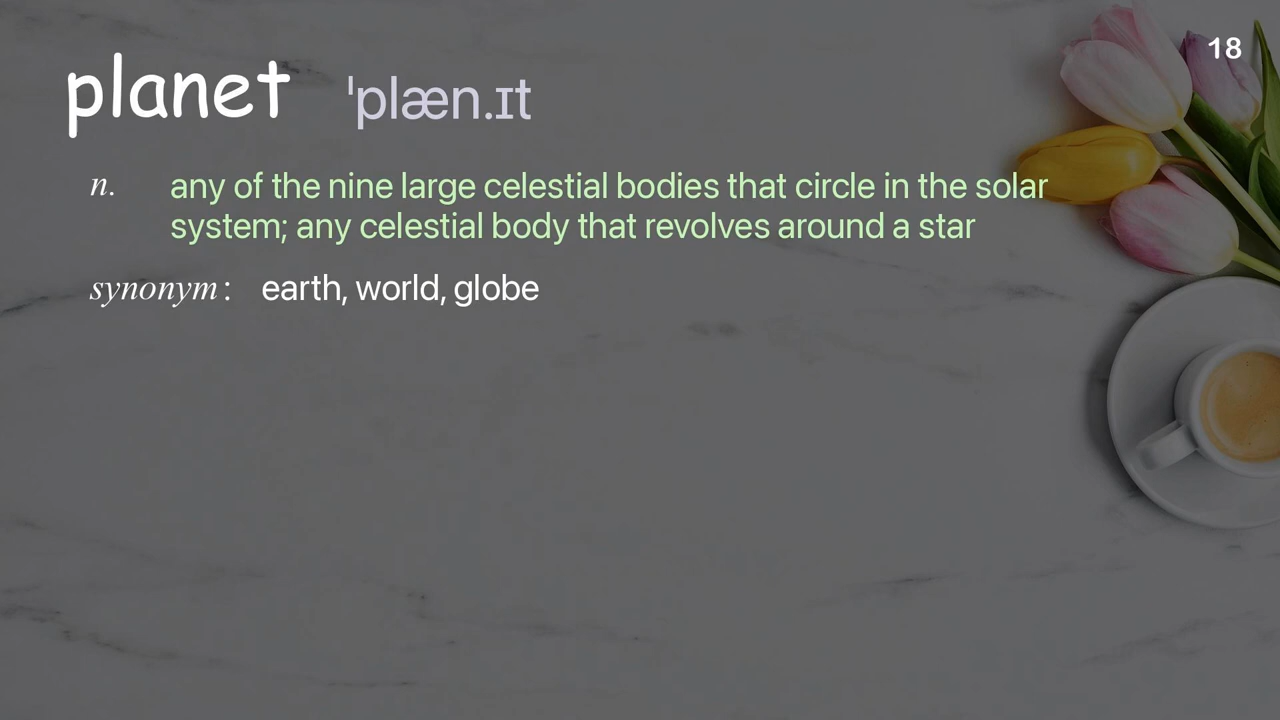 18
planet ˈplæn.ɪt
n. any of the nine large celestial bodies that circle in the solar
system; any celestial body that revolves around a star
synonym: earth, world, globe